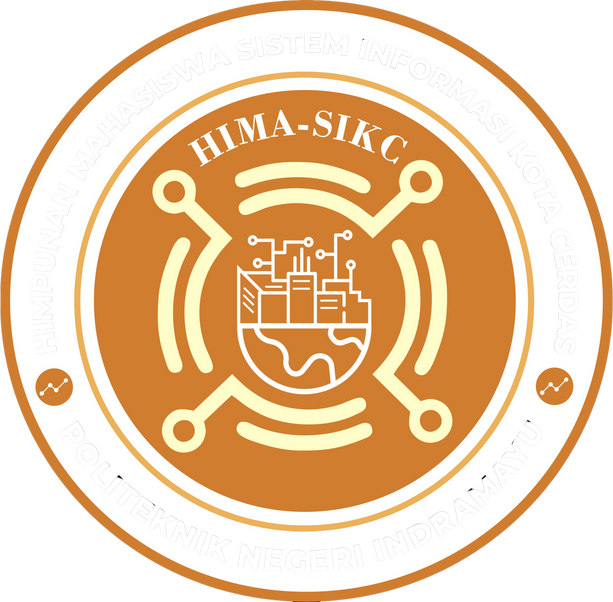 HIMPUNAN MAHASISWA SISTEM INFORMASI KOTA CERDAS
HIMA-SIKC
POLITEKNIK NEGERI INDRAMAYU